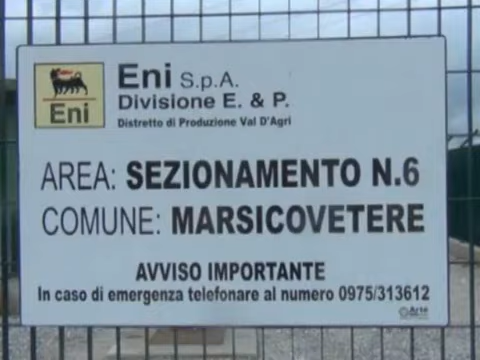 Eni
Eni S.p.A.
Divisione E. & P.
Distretto di Produzione Val D'Agri
AREA: SEZIONAMENTO N.6
COMUNE: MARSICOVETERE
AVVISO IMPORTANTE
In caso di emergenza telefonare al numero 0975/313612
Arte